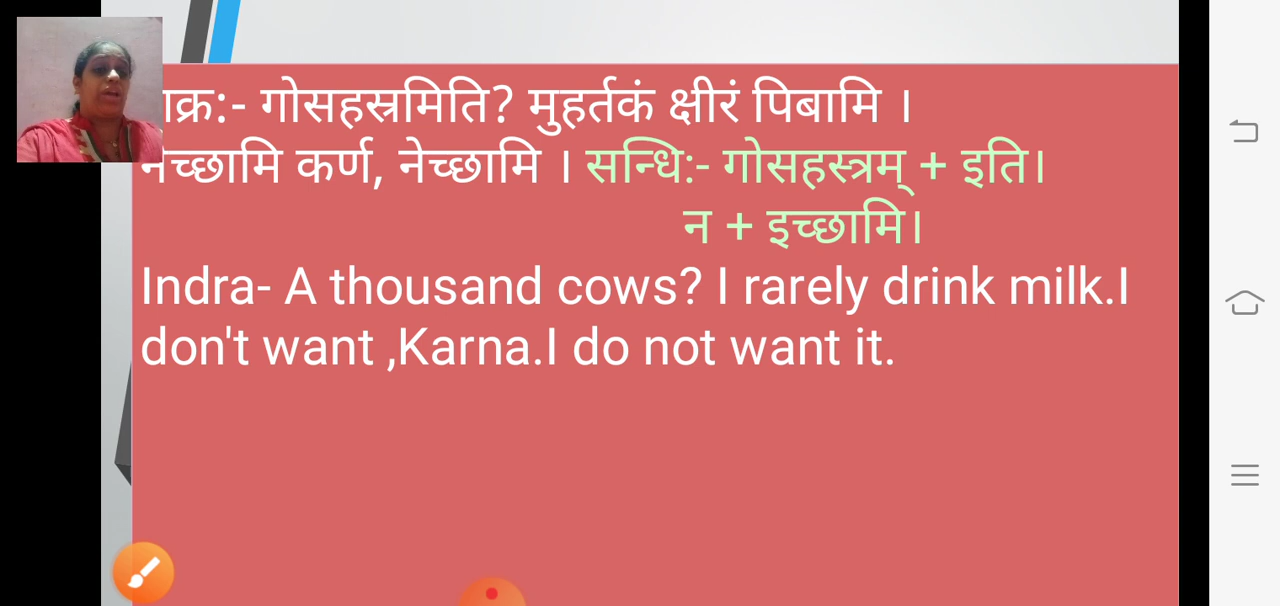 क्र:- गोसहस्रमिति? मुहर्तकं क्षीरं पिबामि ।
नेच्छामि कर्ण, नेच्छामि । सन्धि:- गोसहस्त्रम् + इति।
न + इच्छामि।
Indra- A thousand cows? I rarely drink milk.I
don't want ,Karna.I do not want it.